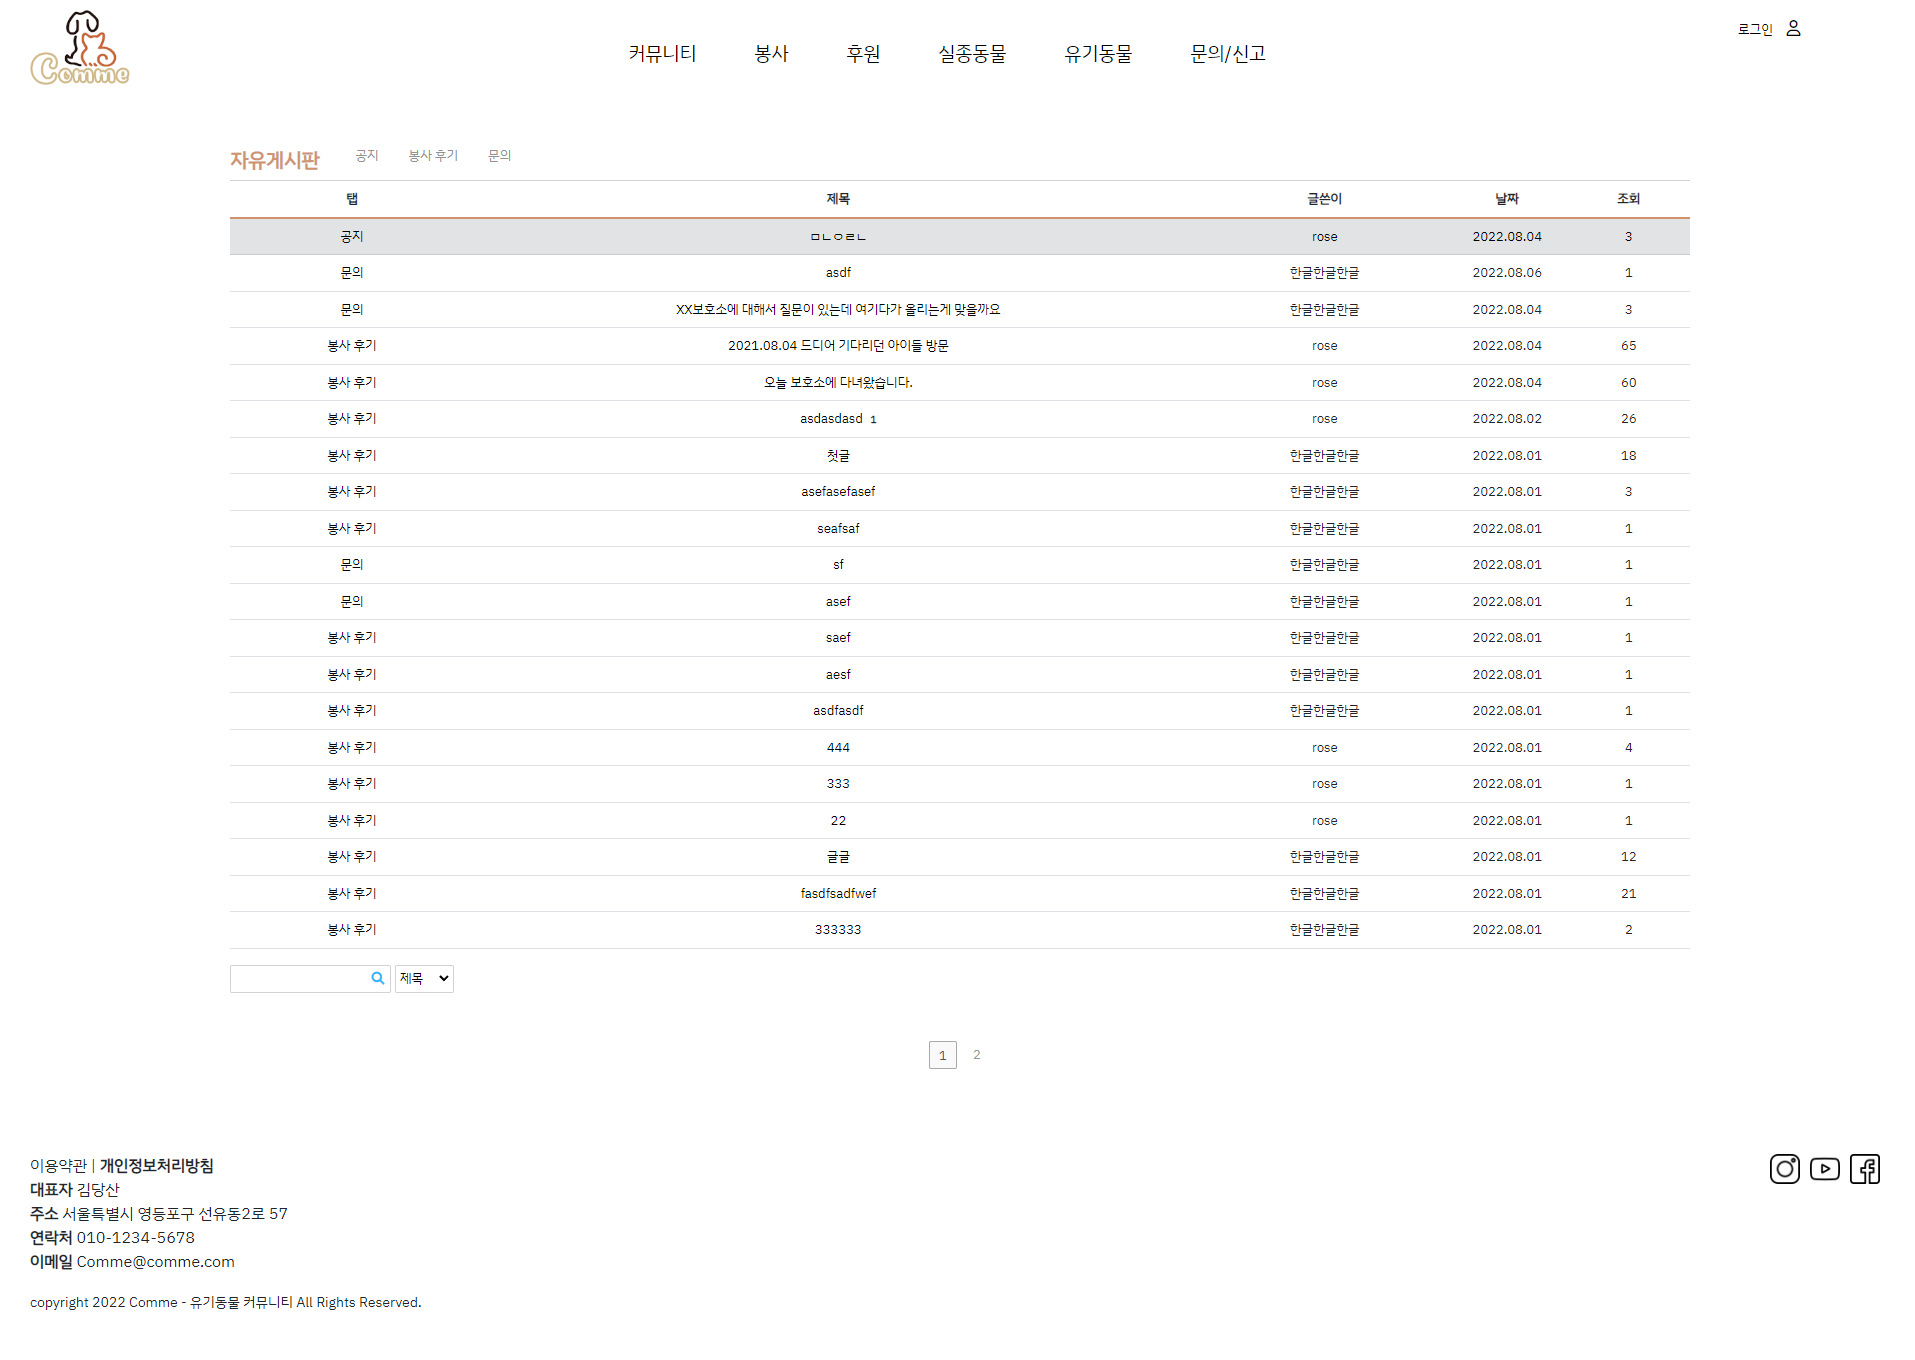 Comme
커뮤니티 봉사 후원 실종동물 유기동물 문의/신고
로그인
자유게시판 공지 봉사 후기 문의
탭 제목 글쓴이 날짜 조회
공지 ㅁㄴㅇㄹㄴ rose 2022.08.04 3
문의 asdf 한글한글한글 2022.08.06 1
문의 XX보호소에 대해서 질문이 있는데 여기다가 올리는게 맞을까요 한글한글한글 2022.08.04 3
봉사 후기 2021.08.04 드디어 기다리던 아이들 방문 rose 2022.08.04 65
봉사 후기 오늘 보호소에 다녀왔습니다. rose 2022.08.04 60
봉사 후기 asdasdasd 1 rose 2022.08.02 26
봉사 후기 첫글 한글한글한글 2022.08.01 18
봉사 후기 asefasefasef 한글한글한글 2022.08.01 3
봉사 후기 seafsaf 한글한글한글 2022.08.01 1
문의 sf 한글한글한글 2022.08.01 1
문의 asef 한글한글한글 2022.08.01 1
봉사 후기 saef 한글한글한글 2022.08.01 1
봉사 후기 aesf 한글한글한글 2022.08.01 1
봉사 후기 asdfasdf 한글한글한글 2022.08.01 1
봉사 후기 444 rose 2022.08.01 4
봉사 후기 333 rose 2022.08.01 1
봉사 후기 22 rose 2022.08.01 1
봉사 후기 글글 한글한글한글 2022.08.01 12
봉사 후기 fasdfsadfwef 한글한글한글 2022.08.01 21
봉사 후기 333333 한글한글한글 2022.08.01 2
제목
1 2
이용약관 | 개인정보처리방침
대표자 김당산
주소 서울특별시 영등포구 선유동2로 57
연락처 010-1234-5678
이메일 Comme@comme.com
copyright 2022 Comme - 유기동물 커뮤니티 All Rights Reserved.